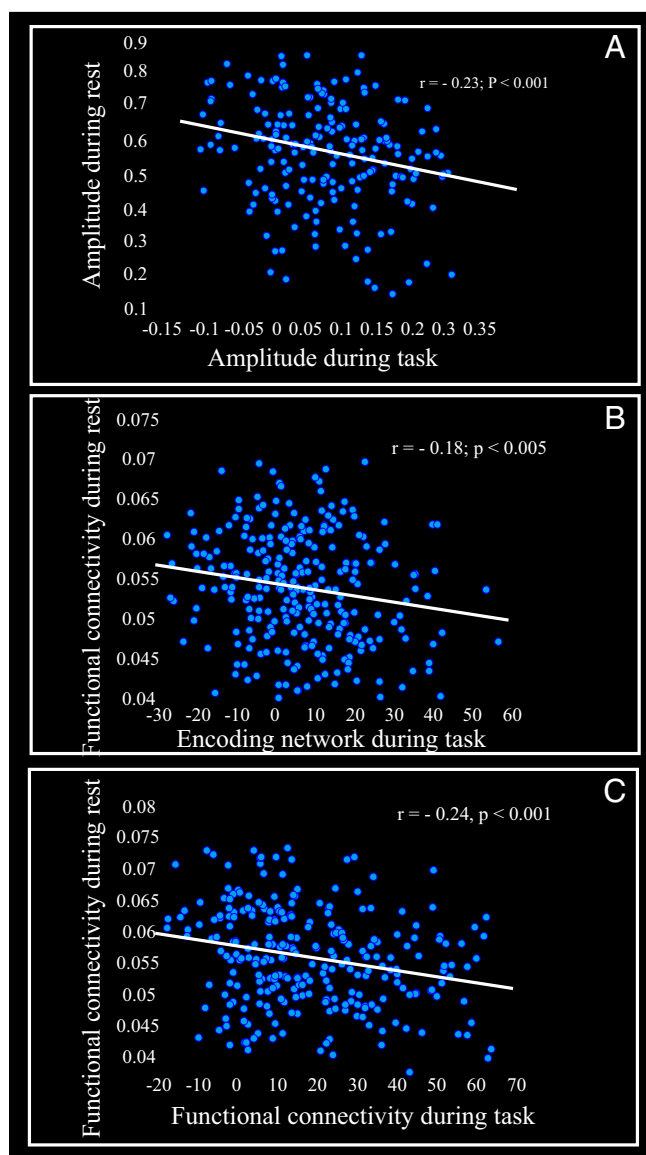 A
r = - 0.23; P < 0.001
Amplitude during rest
0.9
0.8
0.7
0.6
0.5
0.4
0.3
0.2
0.1
-0.15 -0.1 -0.05 0 0.05 0.1 0.15 0.2 0.3 0.35
Amplitude during task
B
r = - 0.18; p < 0.005
Functional connectivity during rest
0.075
0.07
0.065
0.06
0.055
0.05
0.045
0.04
-30 -20 -10 0 10 20 30 40 50 60
Encoding network during task
C
r = - 0.24, p < 0.001
Functional connectivity during rest
0.08
0.075
0.07
0.065
0.06
0.055
0.05
0.045
0.04
-20 -10 0 10 20 30 40 50 60 70
Functional connectivity during task